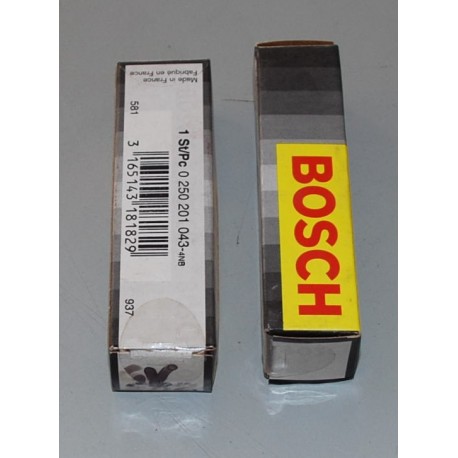 Made in France
Fabriqué en France
581
1 St/Pc 0 250 201 043-4NB
3 165143 181829
937
BOSCH